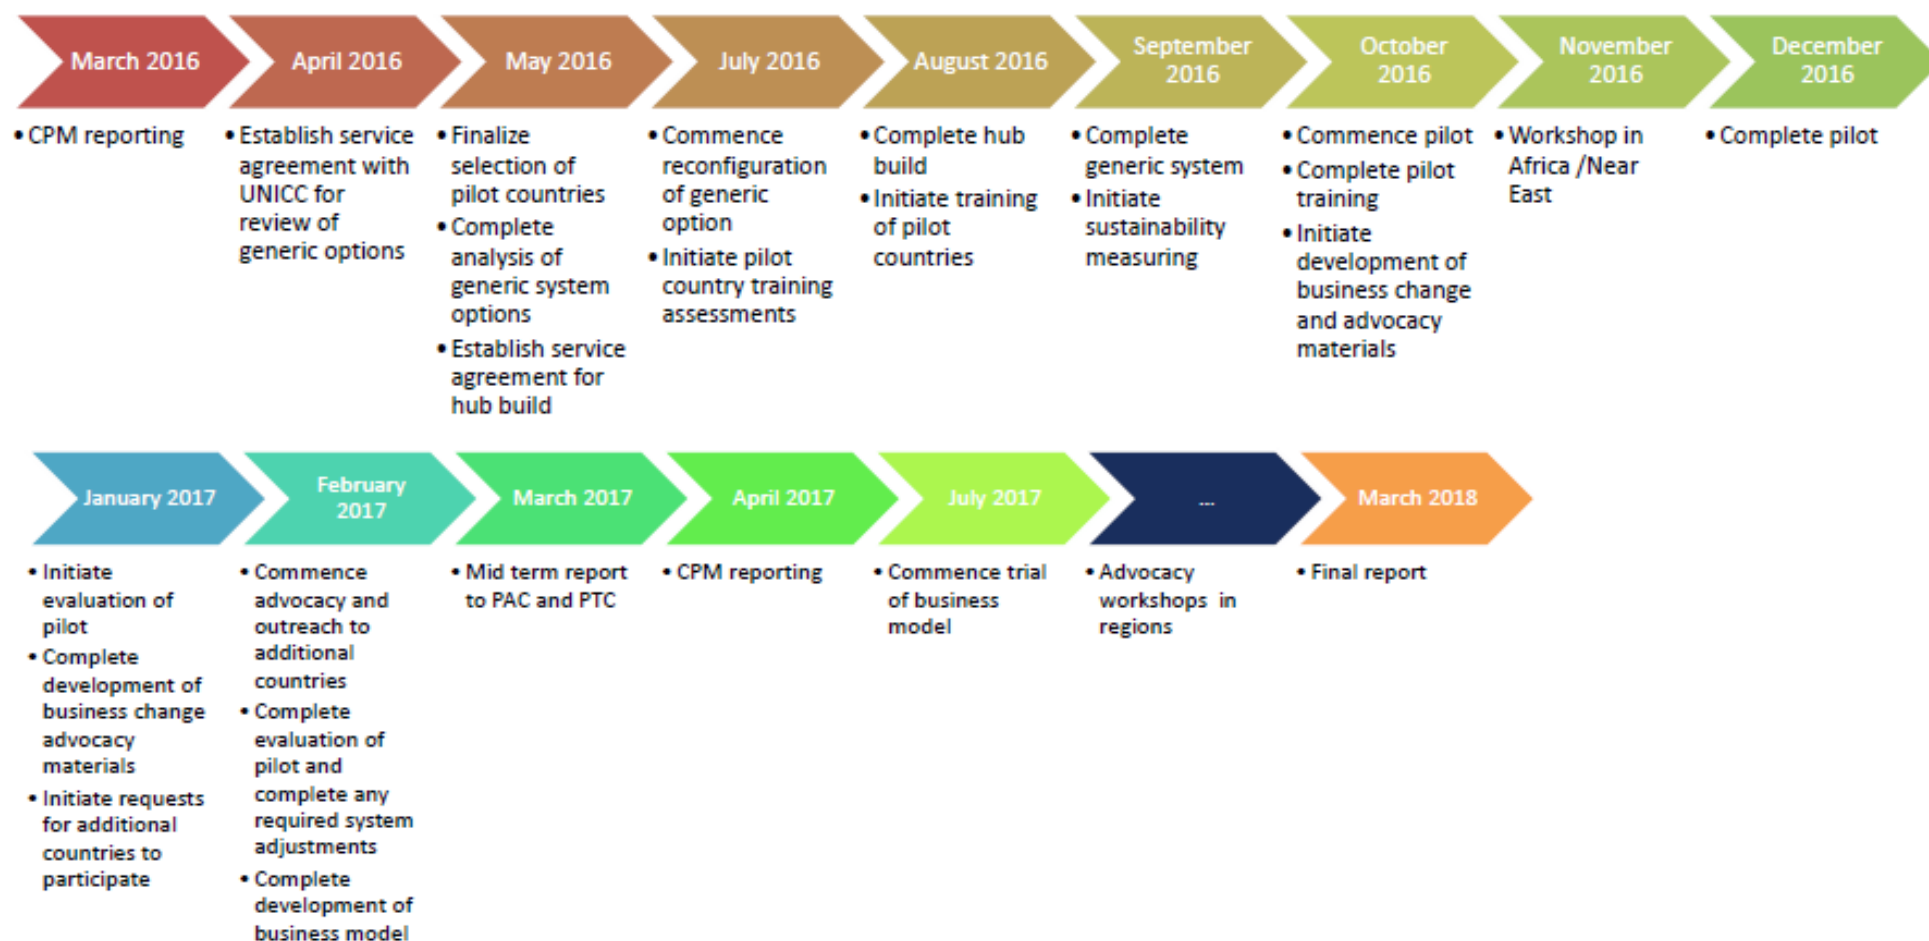 March 2016
April 2016
May 2016
July 2016
August 2016
September
2016
October
2016
November
2016
December
2016
• CPM reporting
• Establish service
agreement with
UNICC for
review of
generic options
• Finalize
selection of
pilot countries
• Complete
analysis of
generic system
options
• Establish service
agreement for
hub build
• Commence
reconfiguration
of generic
option
• Initiate pilot
country training
assessments
• Complete hub
build
• Initiate training
of pilot
countries
• Complete
generic system
• Initiate
sustainability
measuring
• Commence pilot
• Complete pilot
training
• Initiate
development of
business change
and advocacy
materials
• Workshop in
Africa /Near
East
• Complete pilot
January 2017
February
2017
March 2017
April 2017
July 2017
...
March 2018
• Initiate
evaluation of
pilot
• Complete
development of
business change
advocacy
materials
• Initiate requests
for additional
countries to
participate
• Commence
advocacy and
outreach to
additional
countries
• Complete
evaluation of
pilot and
complete any
required system
adjustments
• Complete
development of
business model
• Mid term report
to PAC and PTC
• CPM reporting
• Commence trial
of business
model
• Advocacy
workshops in
regions
• Final report